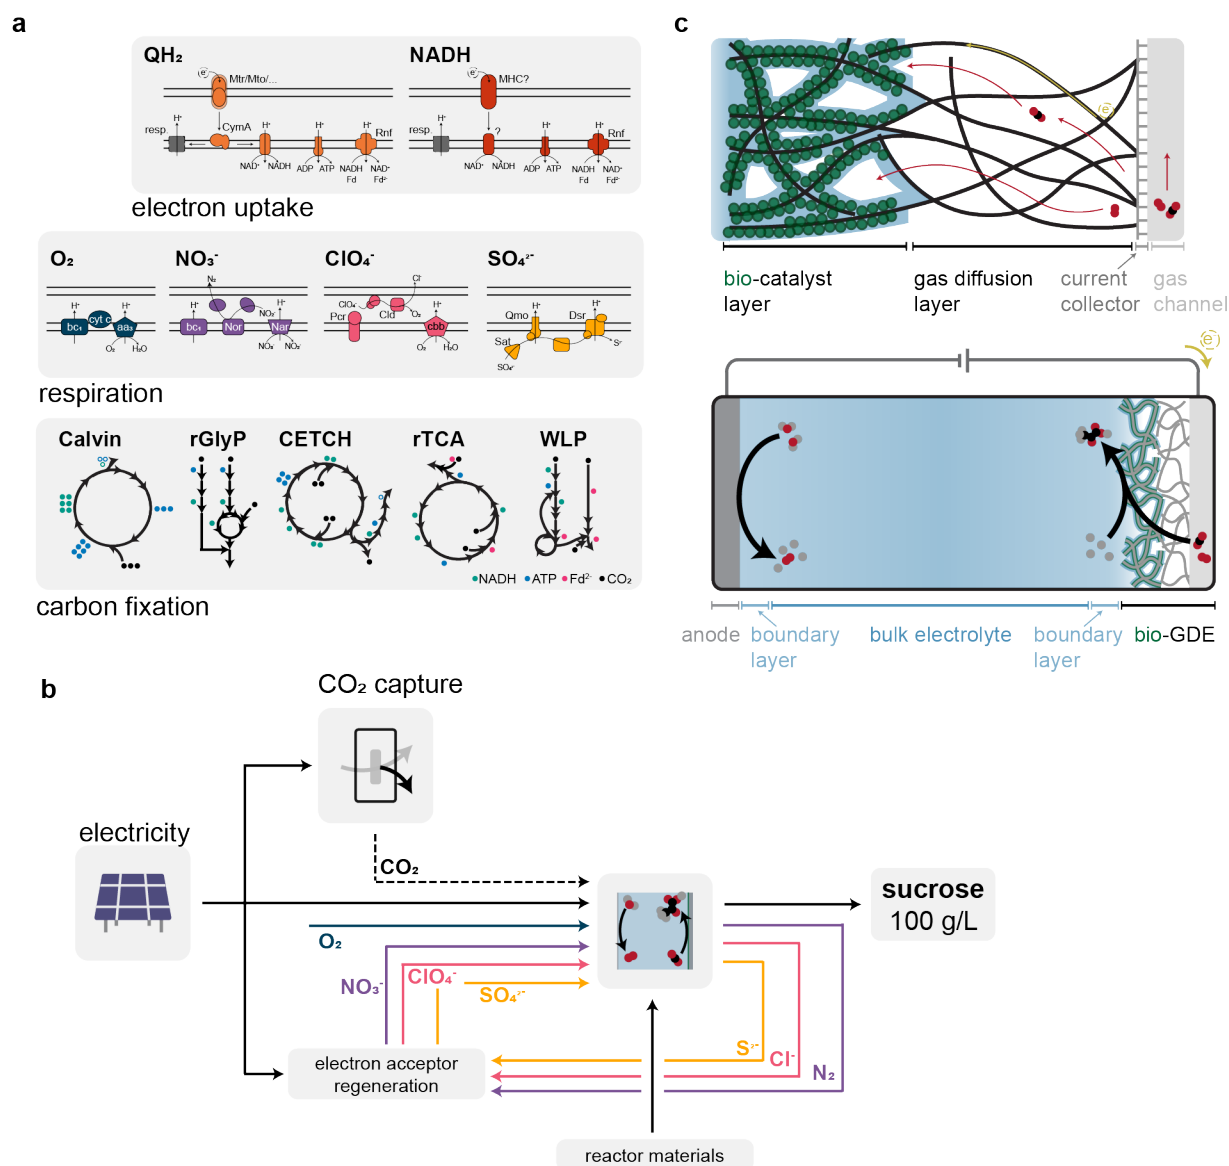 a
QH₂
e⁻
Mtr/Mto/...
resp.
H⁺
CymA
H⁺
H⁺
H⁺
Rnf
NAD⁺ NADH
ADP ATP
NADH NAD⁺
Fd Fd²⁻
NADH
e⁻
MHC?
resp.
H⁺
?
H⁺
H⁺
Rnf
NAD⁺ NADH
ADP ATP
NADH NAD⁺
Fd Fd²⁻
electron uptake
O₂
H⁺
H⁺
bc₁
cyt c
aa₃
O₂ H₂O
NO₃⁻
N₂
H⁺
H⁺
bc₁
Nor
Nar
NO₂⁻
NO₃⁻ NO₂⁻
ClO₄⁻
Cl⁻
ClO₄⁻
O₂
H⁺
Pcr
Cld
cbb
O₂ H₂O
SO₄²⁻
H⁺
H⁺
Qmo
Dsr
Sat
S²⁻
SO₄²⁻
respiration
Calvin
rGlyP
CETCH
rTCA
WLP
NADH ATP Fd²⁻ CO₂
carbon fixation
c
e⁻
bio-catalyst
layer
gas diffusion
layer
current
collector
gas
channel
e⁻
anode
boundary
layer
bulk electrolyte
boundary
layer
bio-GDE
b
CO₂ capture
electricity
CO₂
sucrose
100 g/L
O₂
NO₃⁻
ClO₄⁻
SO₄²⁻
S²⁻
Cl⁻
N₂
electron acceptor
regeneration
reactor materials